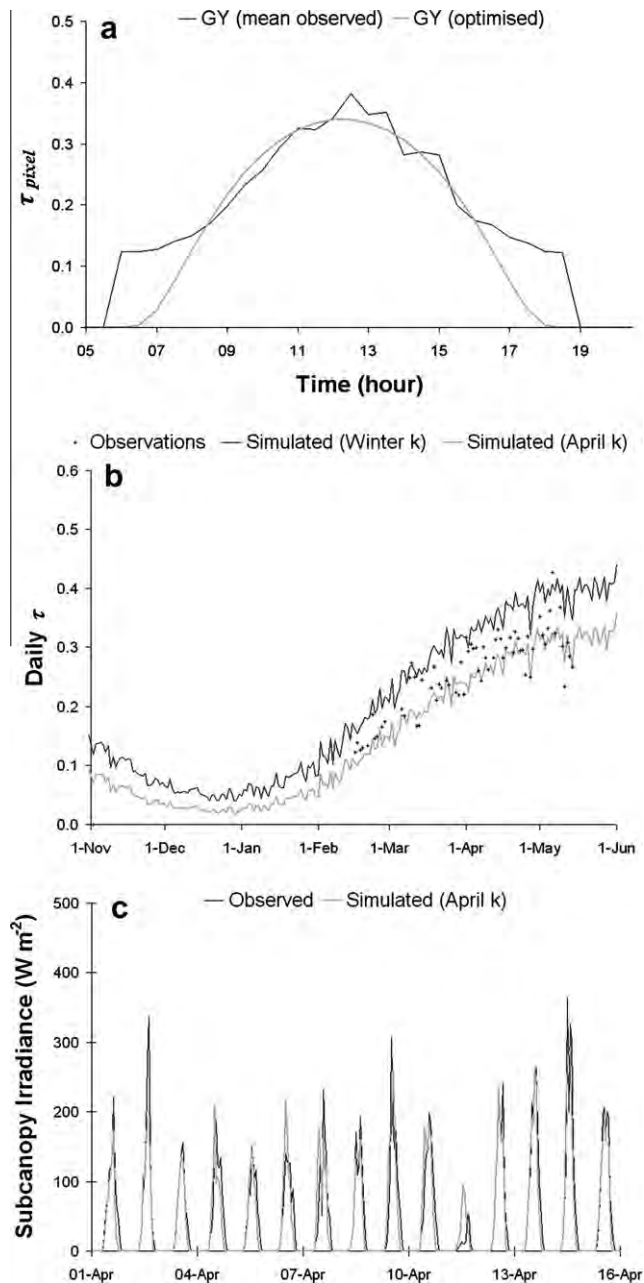 a
GY (mean observed) GY (optimised)
0.5
0.4
0.3
0.2
0.1
0.0
τ pixel
05 07 09 11 13 15 17 19
Time (hour)
Observations Simulated (Winter k) Simulated (April k)
b
0.6
0.5
0.4
0.3
0.2
0.1
0.0
Daily τ
1-Nov 1-Dec 1-Jan 1-Feb 1-Mar 1-Apr 1-May 1-Jun
c
Observed Simulated (April k)
500
400
300
200
100
0
Subcanopy Irradiance (W m-2)
01-Apr 04-Apr 07-Apr 10-Apr 13-Apr 16-Apr